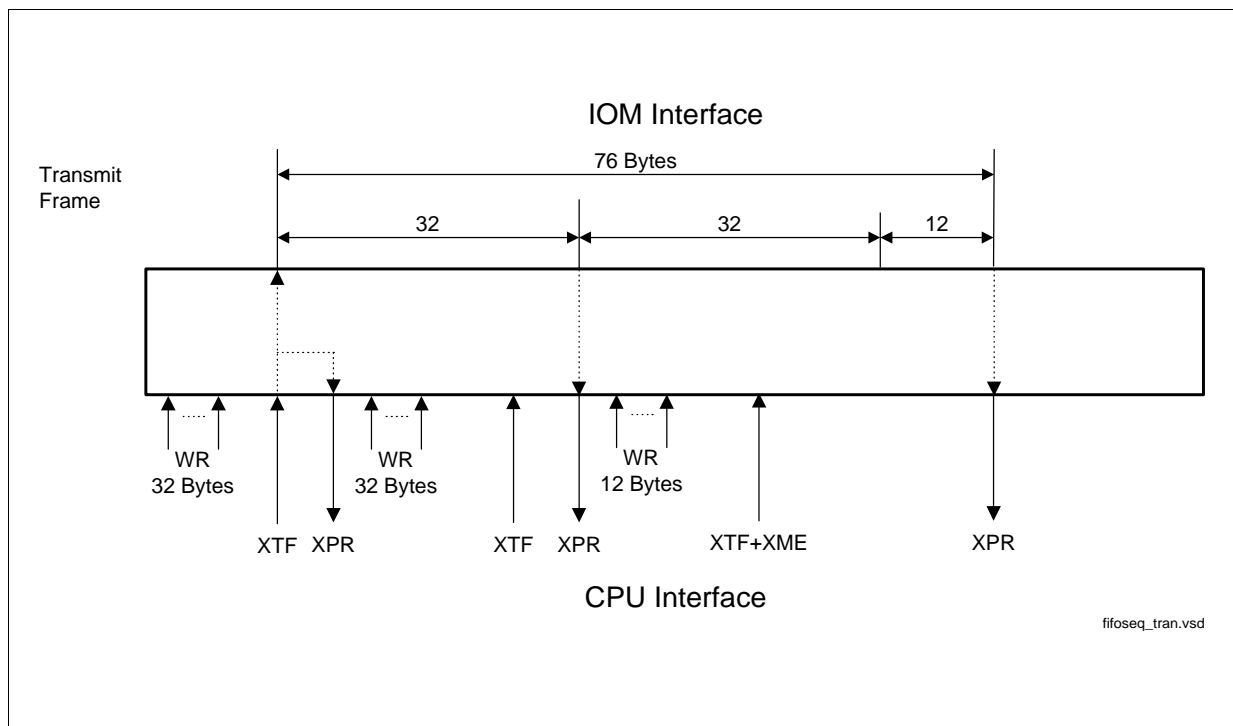 IOM Interface
Transmit
Frame
76 Bytes
32
32
12
WR
32 Bytes
WR
32 Bytes
WR
12 Bytes
XTF
XPR
XTF
XPR
XTF+XME
XPR
CPU Interface
fifoseq_tran.vsd